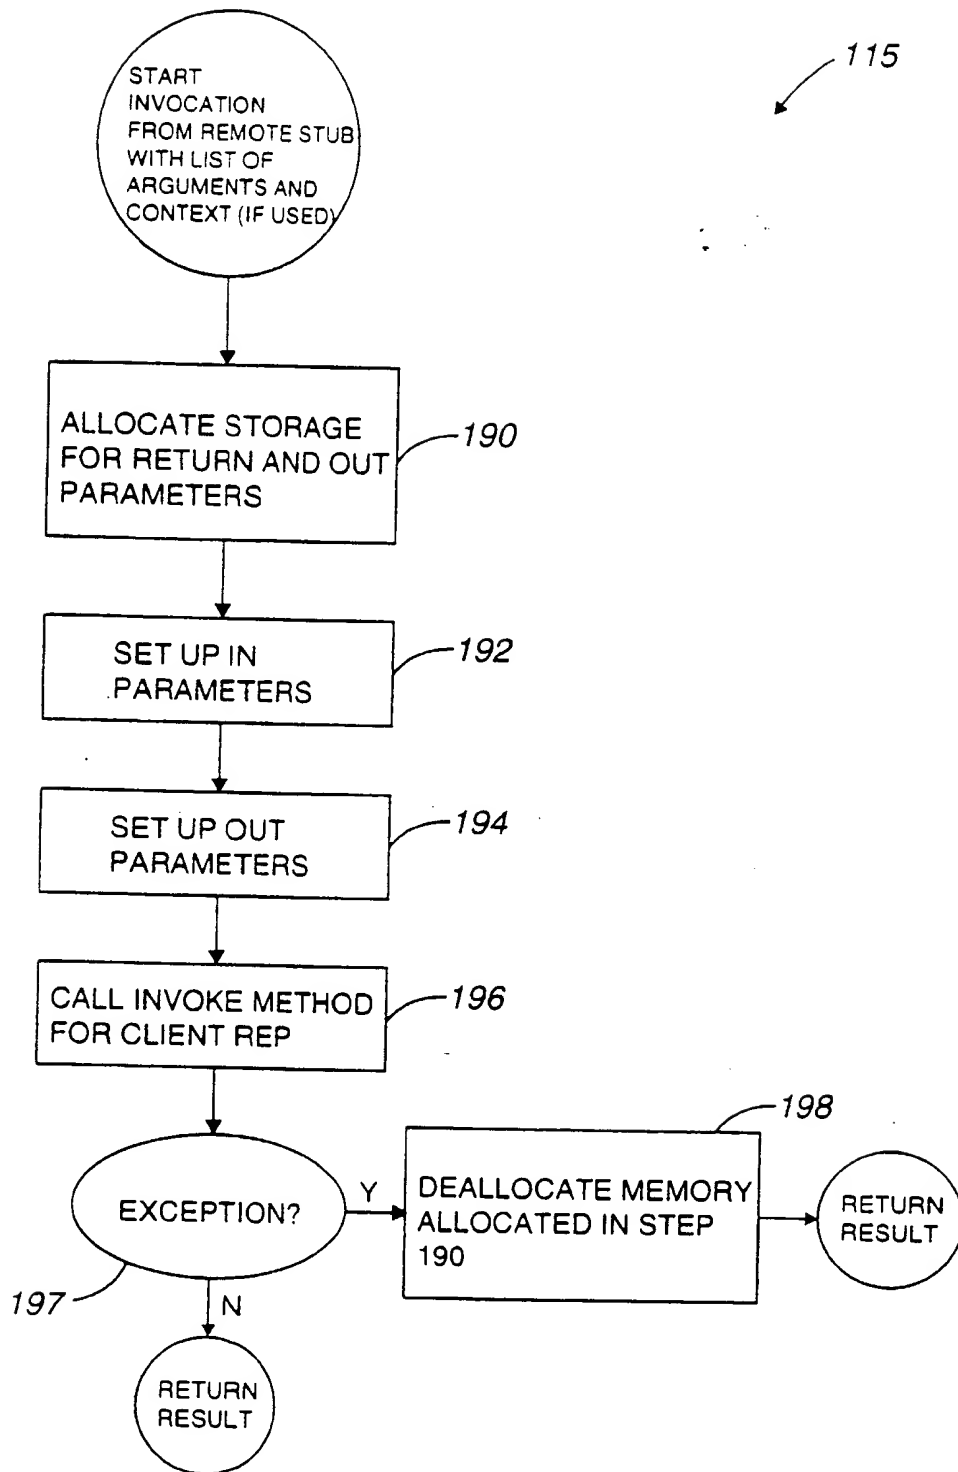 115
START
INVOCATION
FROM REMOTE STUB
WITH LIST OF
ARGUMENTS AND
CONTEXT (IF USED)
ALLOCATE STORAGE
FOR RETURN AND OUT
PARAMETERS
190
SET UP IN
PARAMETERS
192
SET UP OUT
PARAMETERS
194
CALL INVOKE METHOD
FOR CLIENT REP
196
EXCEPTION?
197
Y
N
DEALLOCATE MEMORY
ALLOCATED IN STEP
190
198
RETURN
RESULT
RETURN
RESULT